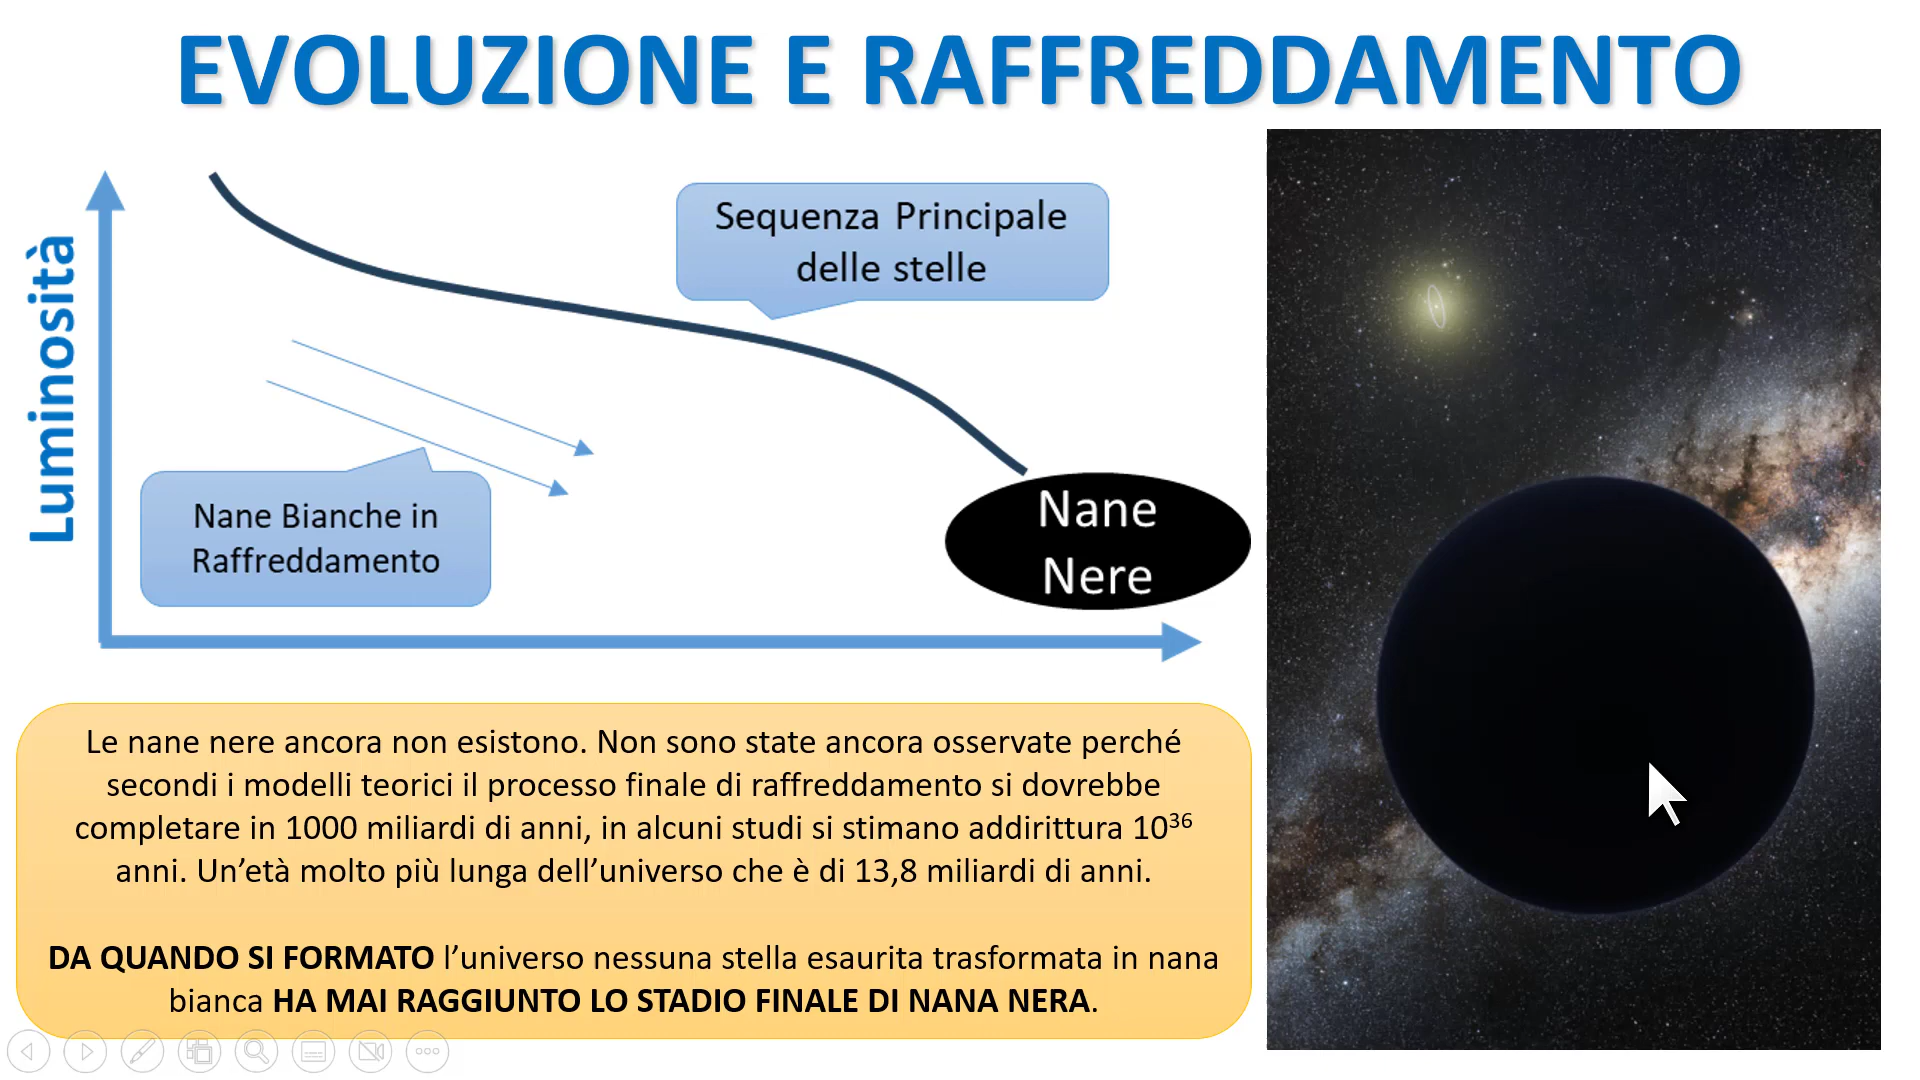 EVOLUZIONE E RAFFREDDAMENTO
Luminosità
Sequenza Principale
delle stelle
Nane Bianche in
Raffreddamento
Nane
Nere
Le nane nere ancora non esistono. Non sono state ancora osservate perché
secondi i modelli teorici il processo finale di raffreddamento si dovrebbe
completare in 1000 miliardi di anni, in alcuni studi si stimano addirittura 10³⁶
anni. Un’età molto più lunga dell’universo che è di 13,8 miliardi di anni.
DA QUANDO SI FORMATO l’universo nessuna stella esaurita trasformata in nana
bianca HA MAI RAGGIUNTO LO STADIO FINALE DI NANA NERA.